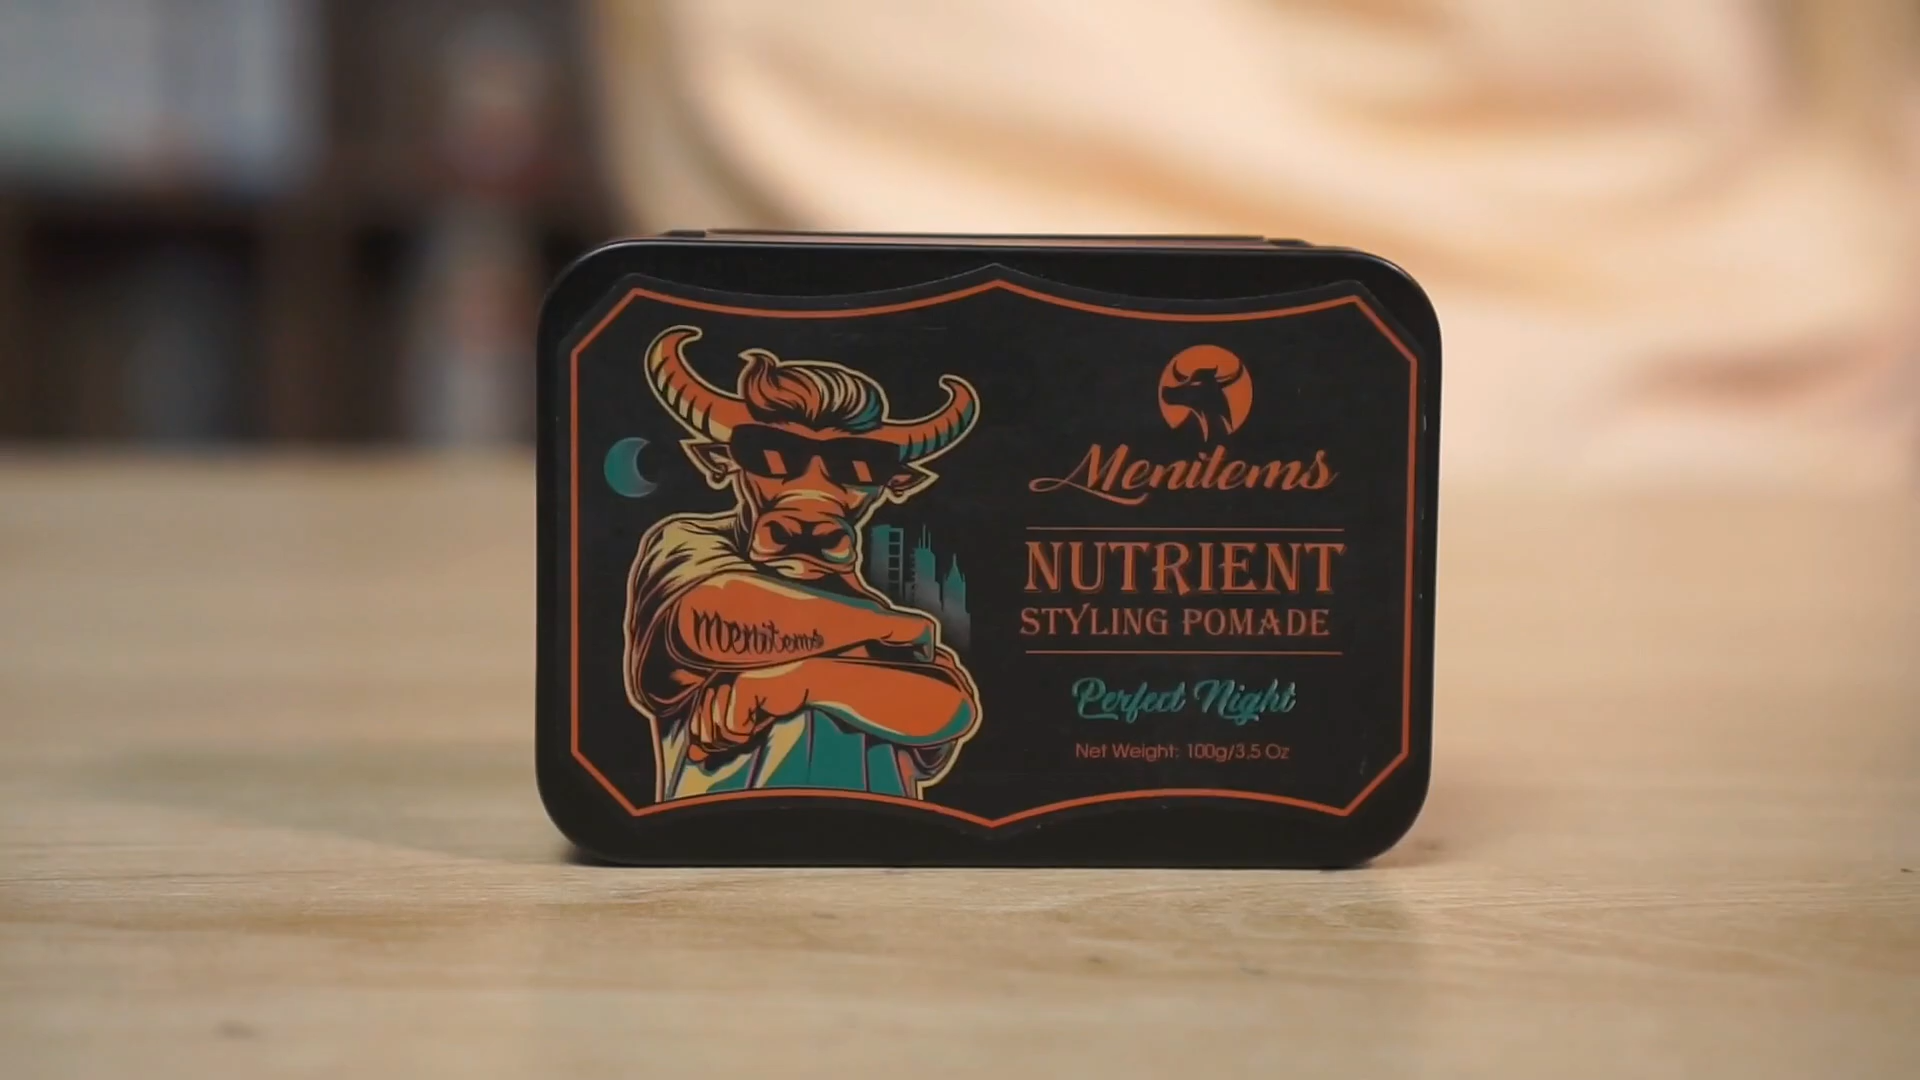 Menitems
NUTRIENT
STYLING POMADE
Perfect Night
Net Weight: 100g/3,5 Oz
menitems